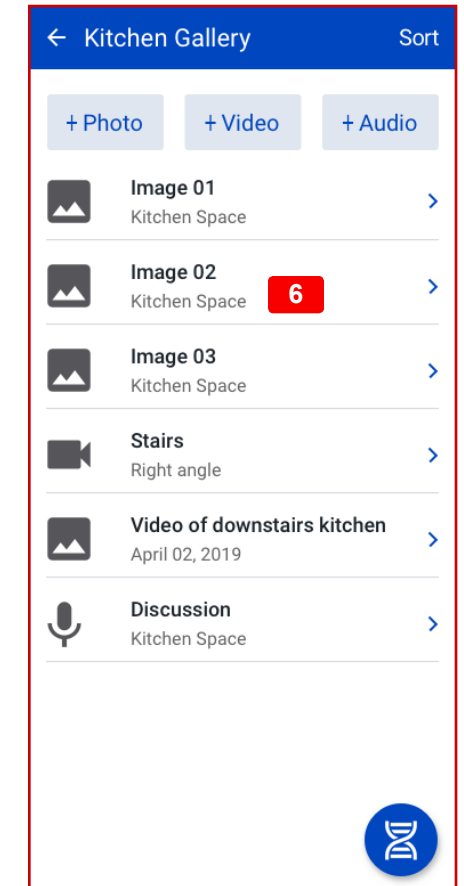 Kitchen Gallery Sort
+ Photo + Video + Audio
Image 01
Kitchen Space
Image 02
Kitchen Space
6
Image 03
Kitchen Space
Stairs
Right angle
Video of downstairs kitchen
April 02, 2019
Discussion
Kitchen Space